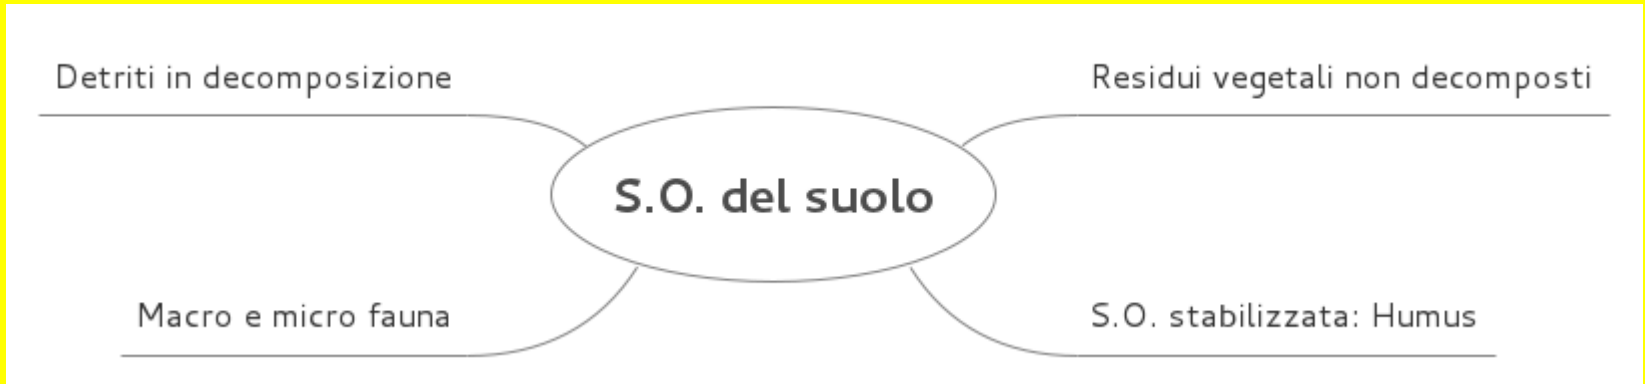 Detriti in decomposizione
Residui vegetali non decomposti
S.O. del suolo
Macro e micro fauna
S.O. stabilizzata: Humus